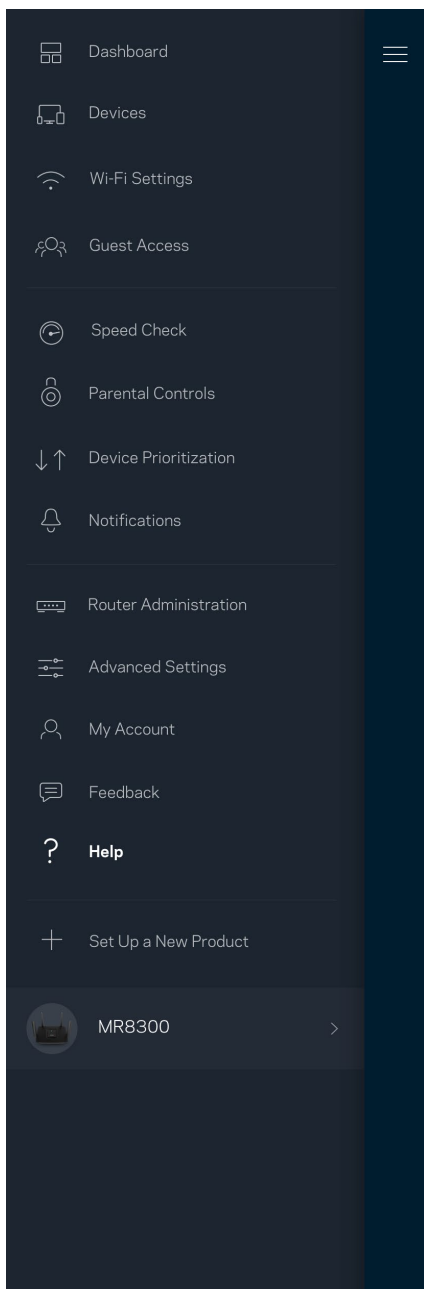 Dashboard
Devices
Wi-Fi Settings
Guest Access
Speed Check
Parental Controls
Device Prioritization
Notifications
Router Administration
Advanced Settings
My Account
Feedback
Help
Set Up a New Product
MR8300